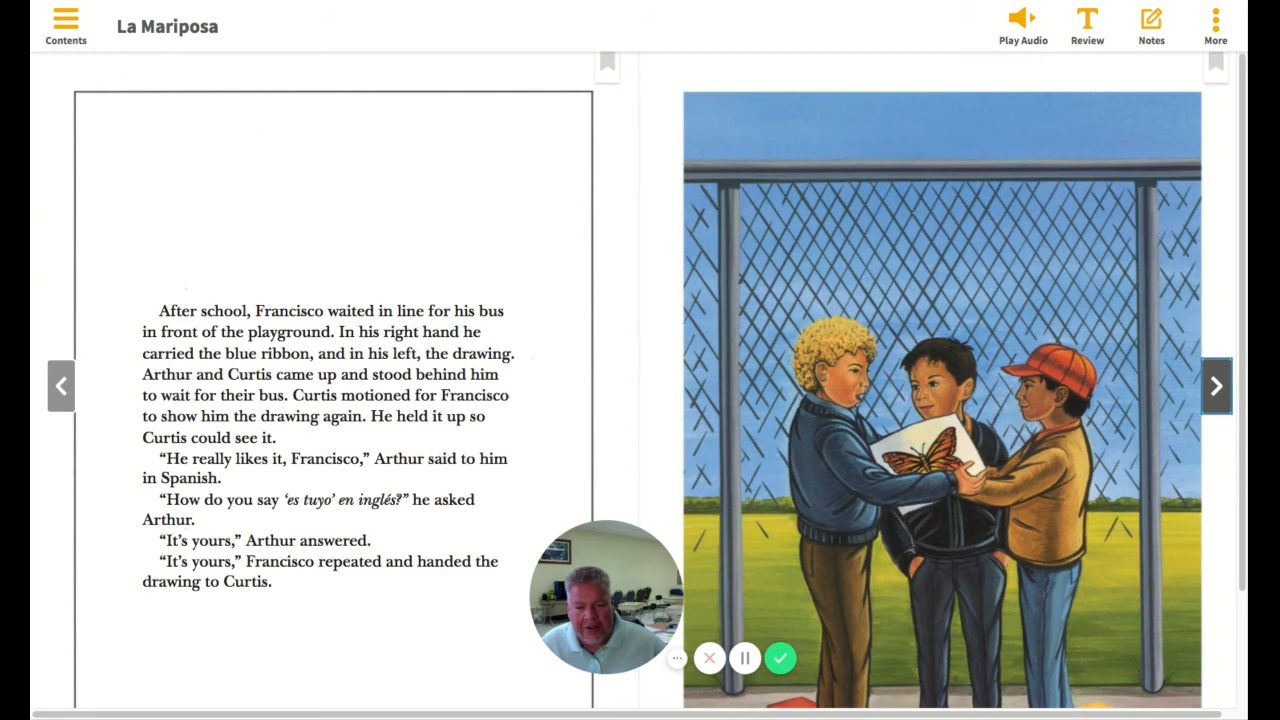 La Mariposa
Contents
Play Audio
Review
Notes
More
After school, Francisco waited in line for his bus
in front of the playground. In his right hand he
carried the blue ribbon, and in his left, the drawing.
Arthur and Curtis came up and stood behind him
to wait for their bus. Curtis motioned for Francisco
to show him the drawing again. He held it up so
Curtis could see it.
“He really likes it, Francisco,” Arthur said to him
in Spanish.
“How do you say ‘es tuyo’ en inglés?” he asked
Arthur.
“It’s yours,” Arthur answered.
“It’s yours,” Francisco repeated and handed the
drawing to Curtis.